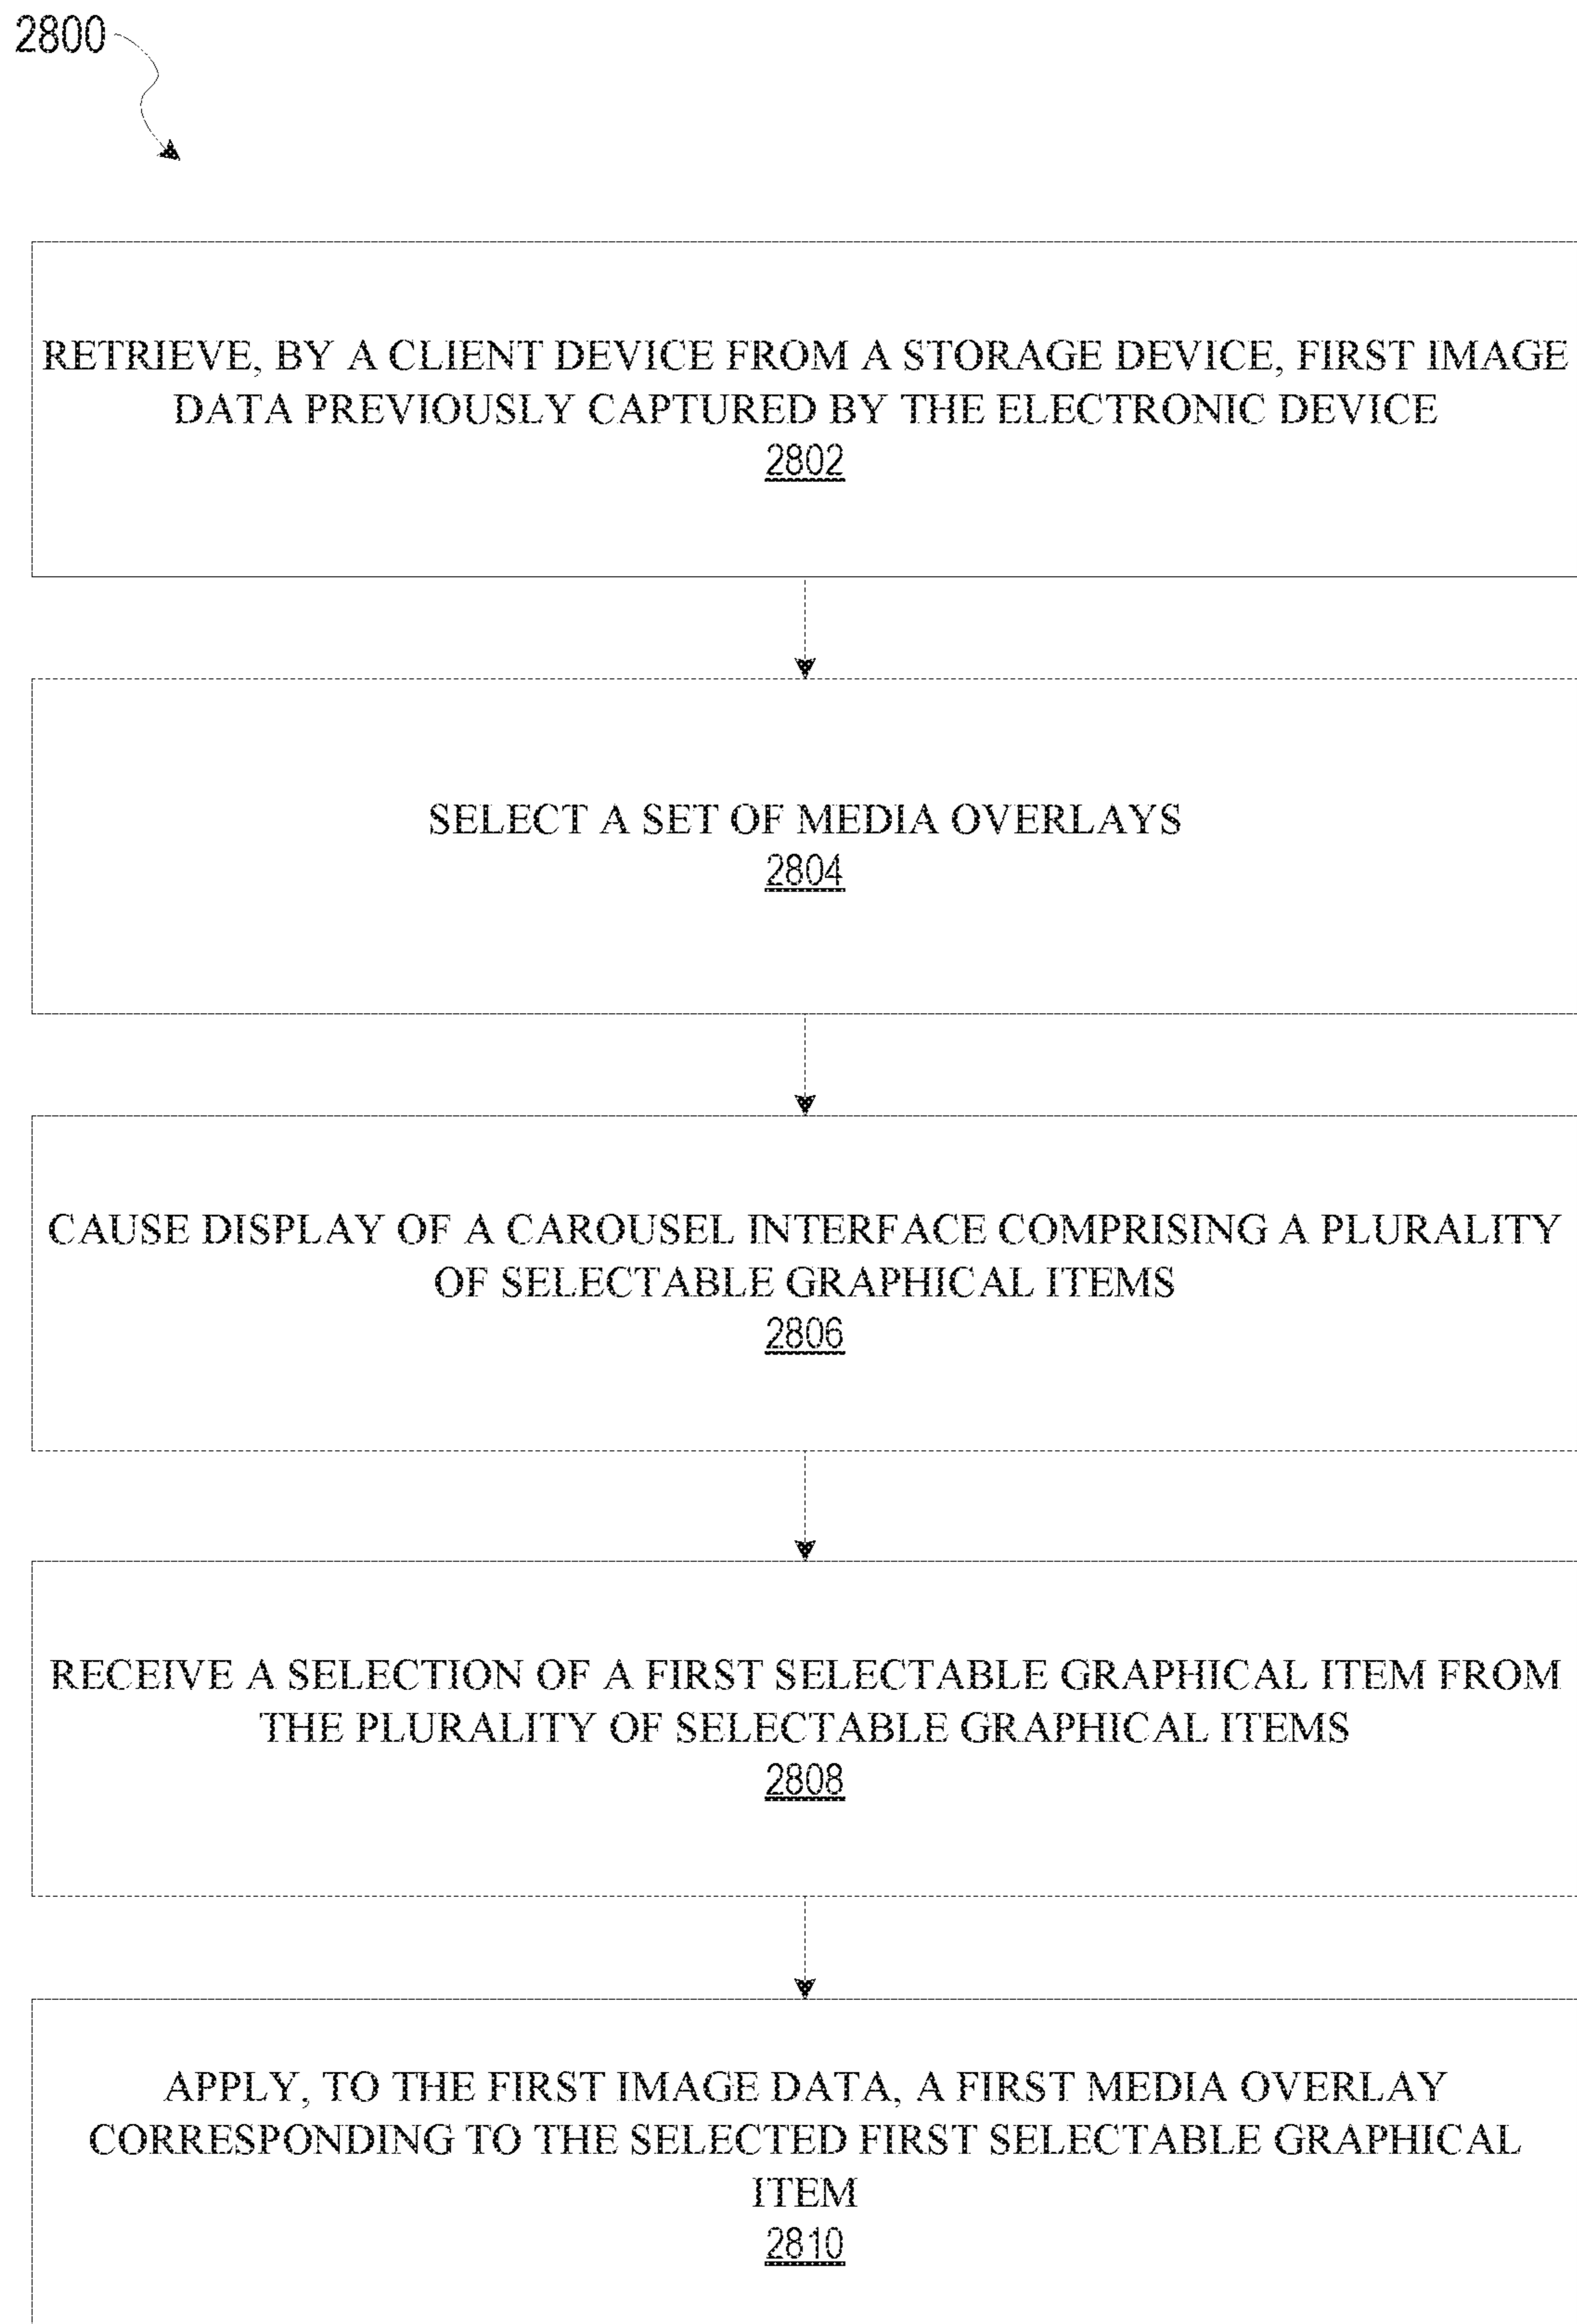 2800
RETRIEVE, BY A CLIENT DEVICE FROM A STORAGE DEVICE, FIRST IMAGE
DATA PREVIOUSLY CAPTURED BY THE ELECTRONIC DEVICE
2802
SELECT A SET OF MEDIA OVERLAYS
2804
CAUSE DISPLAY OF A CAROUSEL INTERFACE COMPRISING A PLURALITY
OF SELECTABLE GRAPHICAL ITEMS
2806
RECEIVE A SELECTION OF A FIRST SELECTABLE GRAPHICAL ITEM FROM
THE PLURALITY OF SELECTABLE GRAPHICAL ITEMS
2808
APPLY, TO THE FIRST IMAGE DATA, A FIRST MEDIA OVERLAY
CORRESPONDING TO THE SELECTED FIRST SELECTABLE GRAPHICAL
ITEM
2810